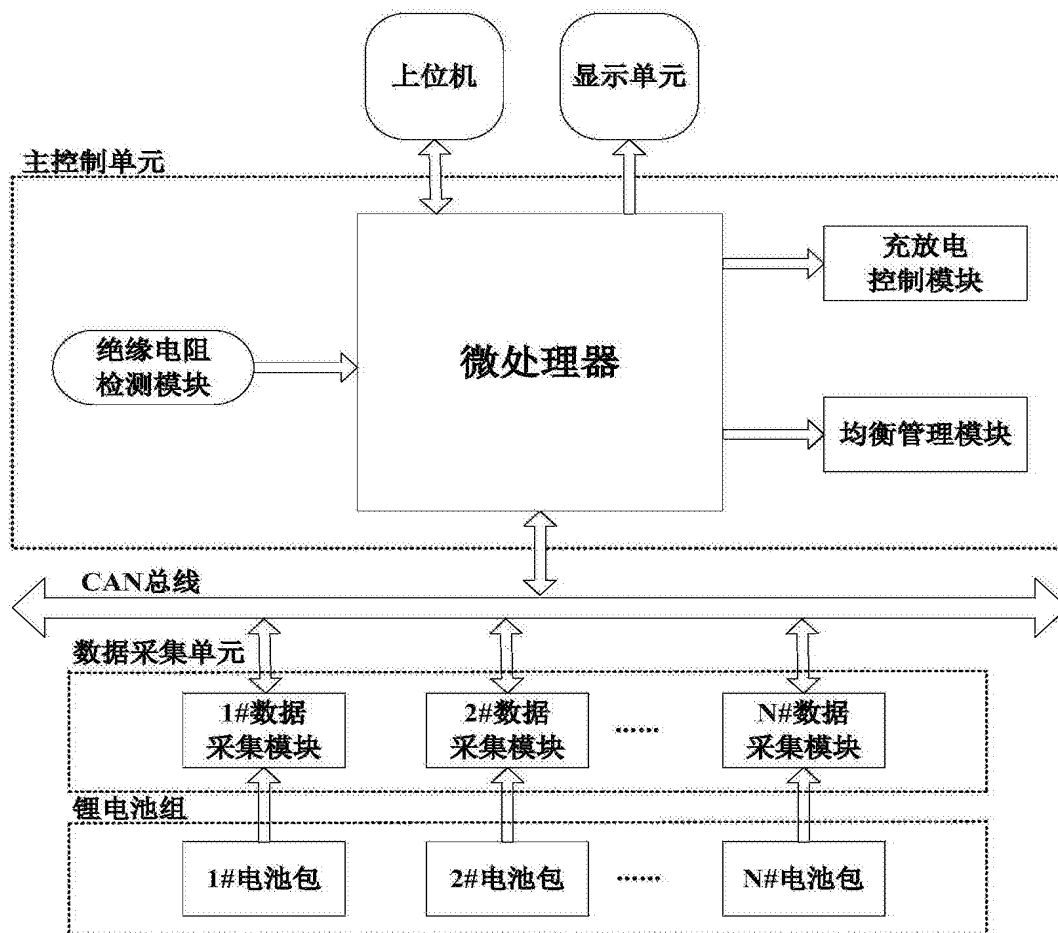 上位机
显示单元
主控制单元
充放电
控制模块
绝缘电阻
检测模块
微处理器
均衡管理模块
CAN总线
数据采集单元
1#数据
采集模块
2#数据
采集模块
……
N#数据
采集模块
锂电池组
1#电池包
2#电池包
……
N#电池包